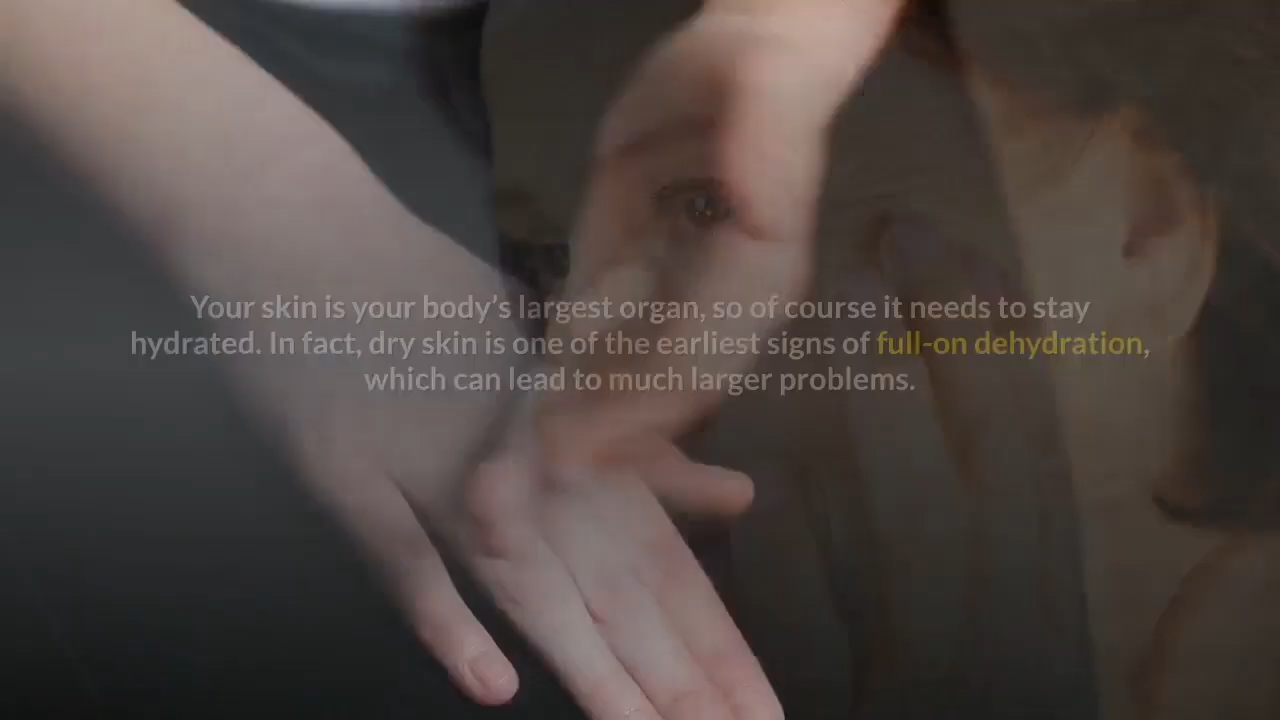 Your skin is your body’s largest organ, so of course it needs to stay
hydrated. In fact, dry skin is one of the earliest signs of full-on dehydration,
which can lead to much larger problems.